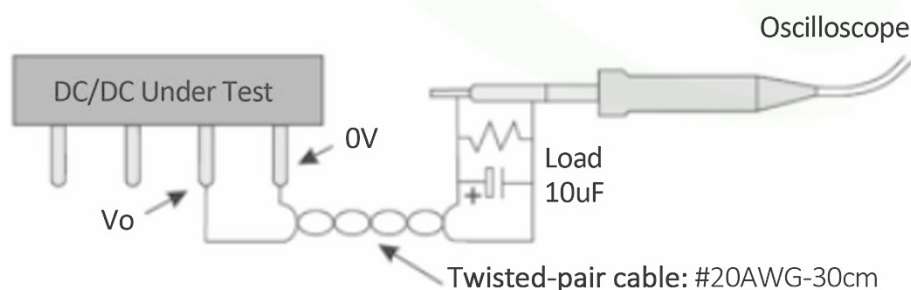 Oscilloscope
DC/DC Under Test
0V
Load
10uF
+
Vo
Twisted-pair cable: #20AWG-30cm